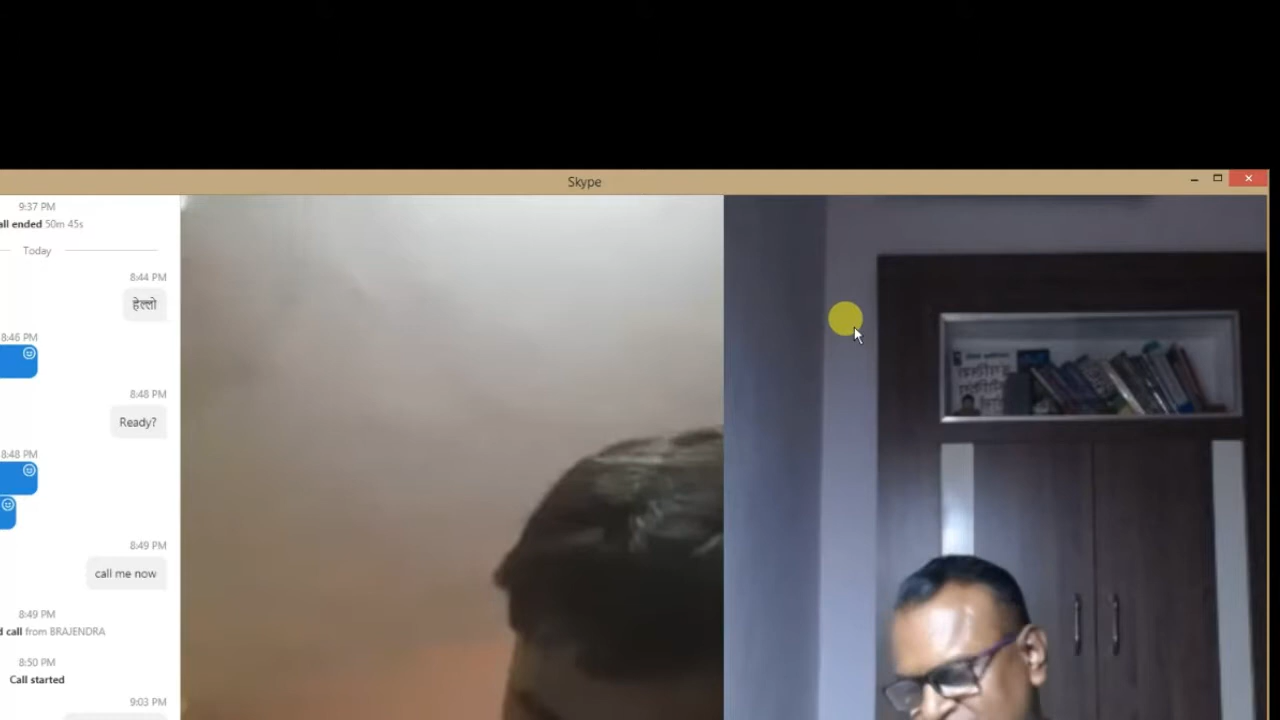 Skype
9:37 PM
all ended 50m 45s
Today
8:44 PM
हेल्लो
8:46 PM
8:48 PM
Ready?
8:48 PM
8:49 PM
call me now
8:49 PM
d call from BRAJENDRA
8:50 PM
Call started
9:03 PM